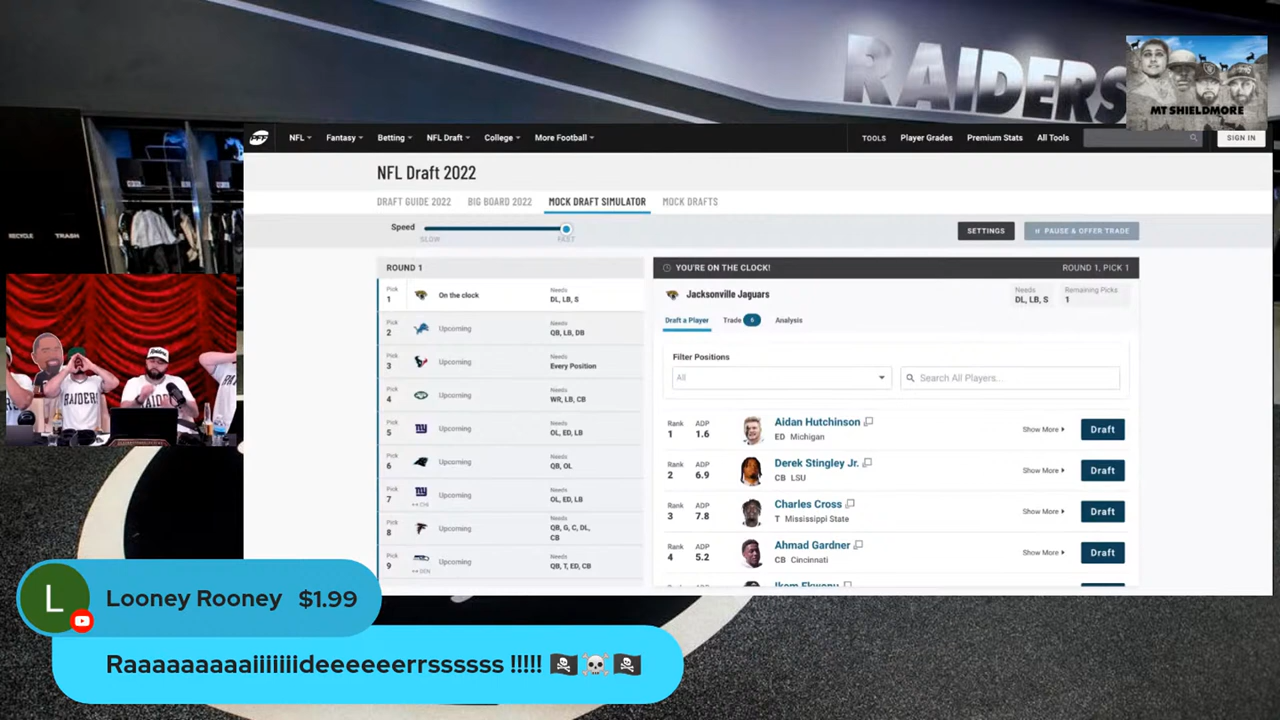 RAIDERS
MT SHIELDMORE
PFF
NFL
Fantasy
Betting
NFL Draft
College
More Football
TOOLS
Player Grades
Premium Stats
All Tools
SIGN IN
NFL Draft 2022
DRAFT GUIDE 2022
BIG BOARD 2022
MOCK DRAFT SIMULATOR
MOCK DRAFTS
Speed
SLOW
FAST
SETTINGS
PAUSE & OFFER TRADE
RECYCLE
TRASH
ROUND 1
Pick
1
On the clock
Needs
DL, LB, S
Pick
2
Upcoming
Needs
QB, LB, DB
Pick
3
Upcoming
Needs
Every Position
Pick
4
Upcoming
Needs
WR, LB, CB
Pick
5
Upcoming
Needs
OL, ED, LB
Pick
6
Upcoming
Needs
QB, OL
Pick
7
Upcoming
Needs
OL, ED, LB
CHI
Pick
8
Upcoming
Needs
QB, G, C, DL,
CB
Pick
9
Upcoming
Needs
QB, T, ED, CB
DEN
YOU'RE ON THE CLOCK!
ROUND 1, PICK 1
Jacksonville Jaguars
Needs
DL, LB, S
Remaining Picks
1
Draft a Player
Trade 6
Analysis
Filter Positions
All
Search All Players...
Rank
1
ADP
1.6
Aidan Hutchinson
ED Michigan
Show More
Draft
Rank
2
ADP
6.9
Derek Stingley Jr.
CB LSU
Show More
Draft
Rank
3
ADP
7.8
Charles Cross
T Mississippi State
Show More
Draft
Rank
4
ADP
5.2
Ahmad Gardner
CB Cincinnati
Show More
Draft
Ikem Ekwonu
RAIDERS
L
Looney Rooney $1.99
Raaaaaaaaaiiiiiiideeeeeerrssssss !!!!! 🏴‍☠️☠️🏴‍☠️